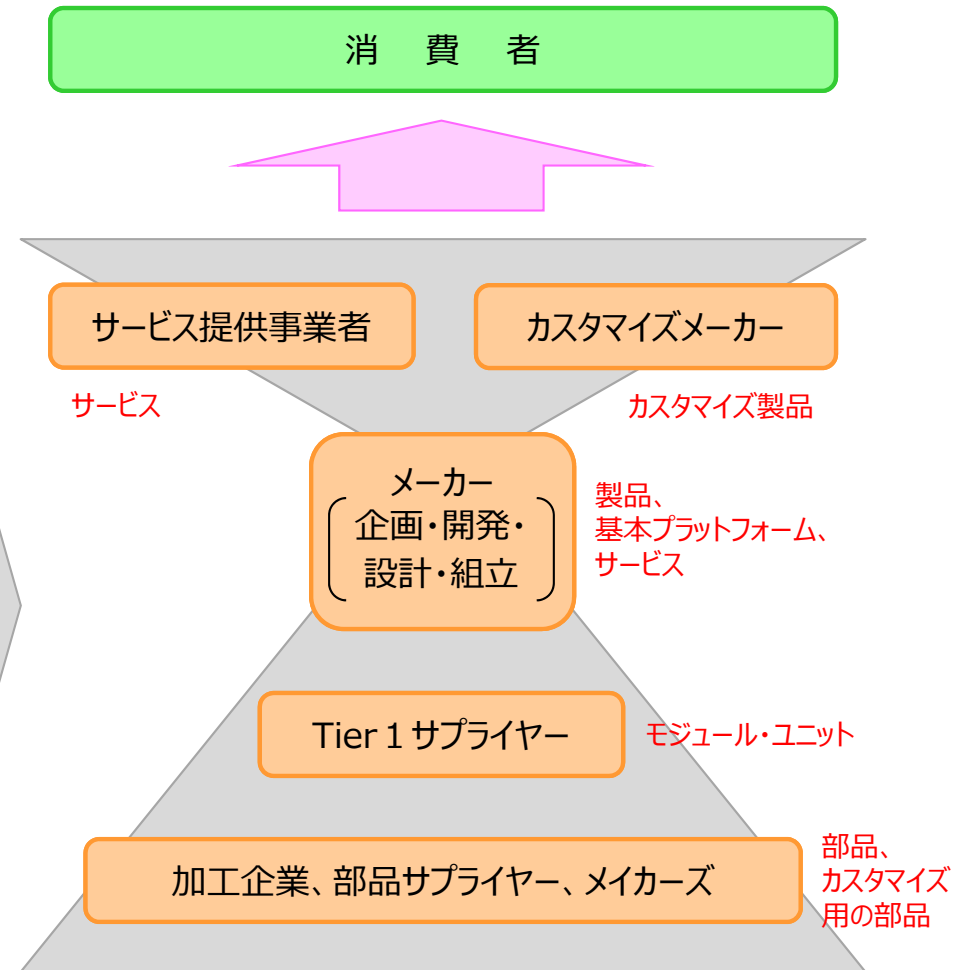 消 費 者
サービス提供事業者
カスタマイズメーカー
サービス
カスタマイズ製品
メーカー
企画・開発・
設計・組立
製品、
基本プラットフォーム、
サービス
Tier１サプライヤー
モジュール・ユニット
加工企業、部品サプライヤー、メイカーズ
部品、
カスタマイズ
用の部品